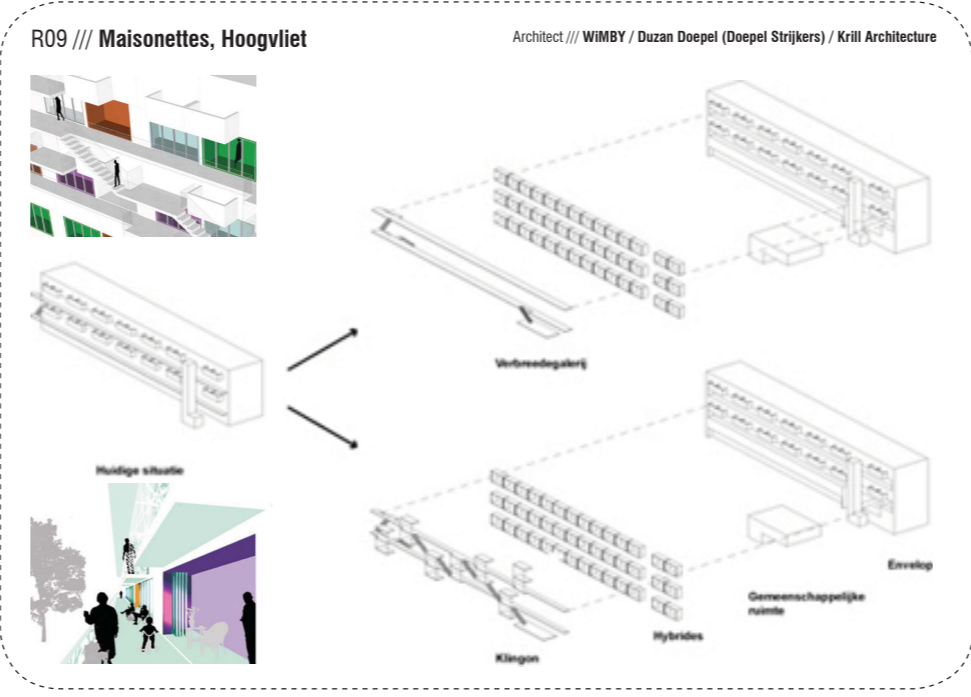 R09 /// Maisonettes, Hoogvliet
Architect /// WiMBY / Duzan Doepel (Doepel Strijkers) / Krill Architecture
Verbreedegalerij
Huidige situatie
Envelop
Gemeenschappelijke
ruimte
Hybrides
Klingon